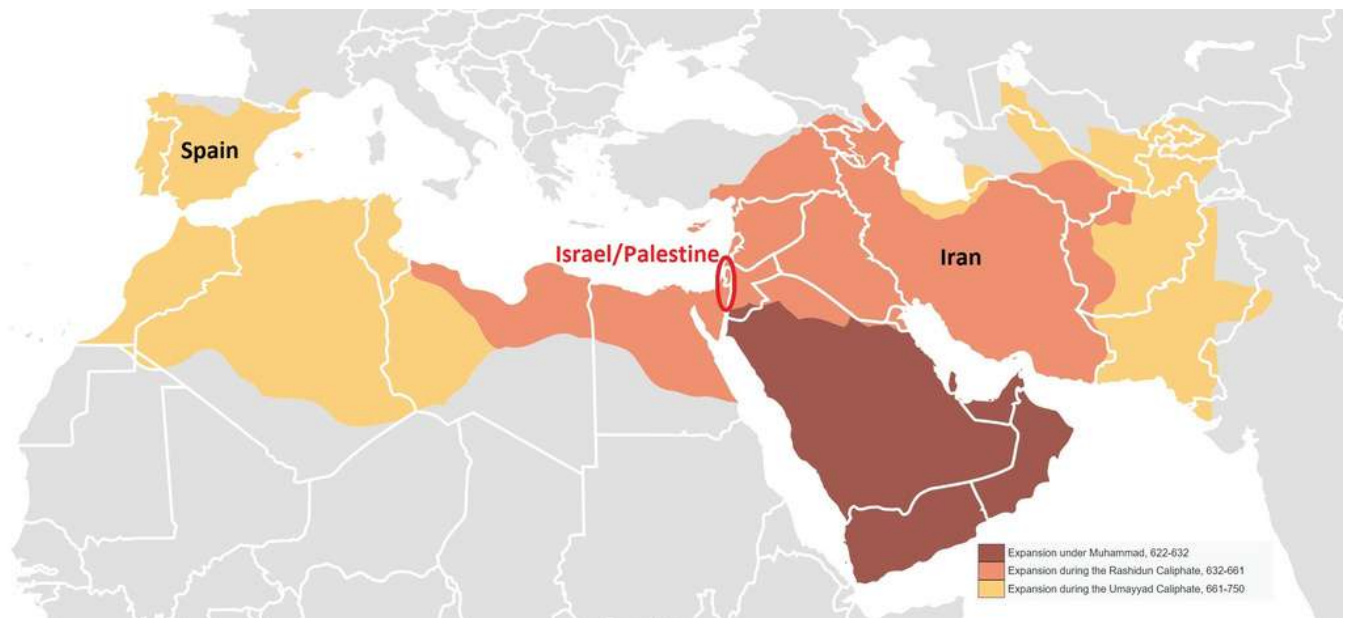 Spain
Israel/Palestine
Iran
Expansion under Muhammad, 622-632
Expansion during the Rashidun Caliphate, 632-661
Expansion during the Umayyad Caliphate, 661-750